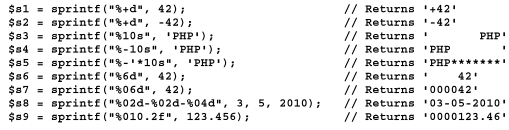 $s1 = sprintf("%+d", 42); // Returns '+42'
$s2 = sprintf("%+d", -42); // Returns '-42'
$s3 = sprintf("%10s", 'PHP'); // Returns '       PHP'
$s4 = sprintf("%-10s", 'PHP'); // Returns 'PHP       '
$s5 = sprintf("%-'*10s", 'PHP'); // Returns 'PHP*******'
$s6 = sprintf("%6d", 42); // Returns '    42'
$s7 = sprintf("%06d", 42); // Returns '000042'
$s8 = sprintf("%02d-%02d-%04d", 3, 5, 2010); // Returns '03-05-2010'
$s9 = sprintf("%010.2f", 123.456); // Returns '0000123.46'